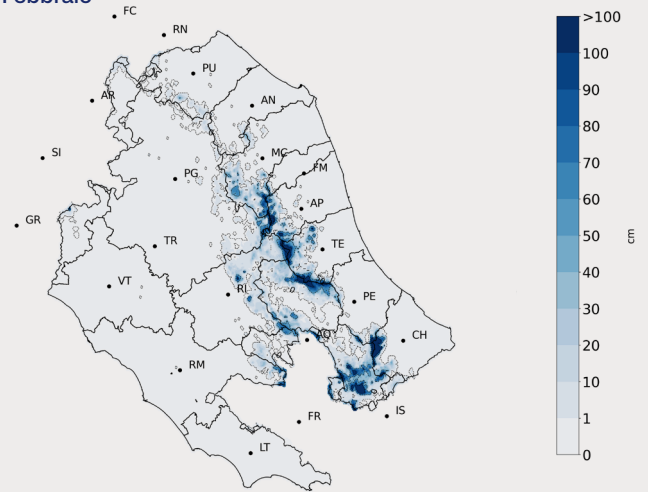 Febbraio
FC
RN
PU
AR
AN
SI
MC
FM
PG
AP
GR
TR
TE
VT
RI
PE
AQ
CH
RM
FR
IS
LT
>100
100
90
80
70
60
50
40
30
20
10
1
0
cm